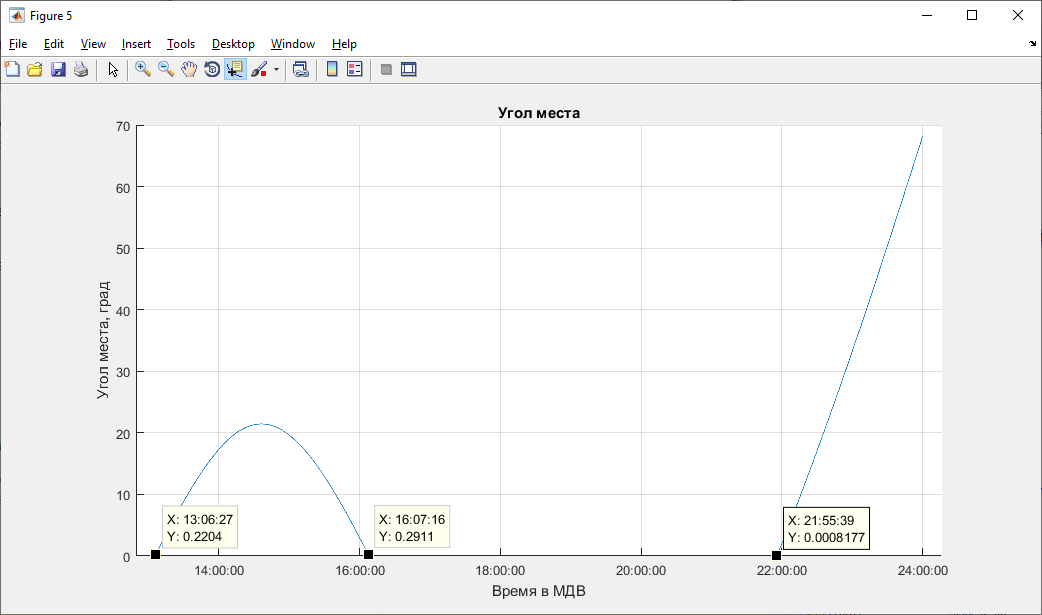 Figure 5
File Edit View Insert Tools Desktop Window Help
Угол места
70
60
50
40
30
20
10
0
Угол места, град
X: 13:06:27
Y: 0.2204
X: 16:07:16
Y: 0.2911
X: 21:55:39
Y: 0.0008177
14:00:00 16:00:00 18:00:00 20:00:00 22:00:00 24:00:00
Время в МДВ